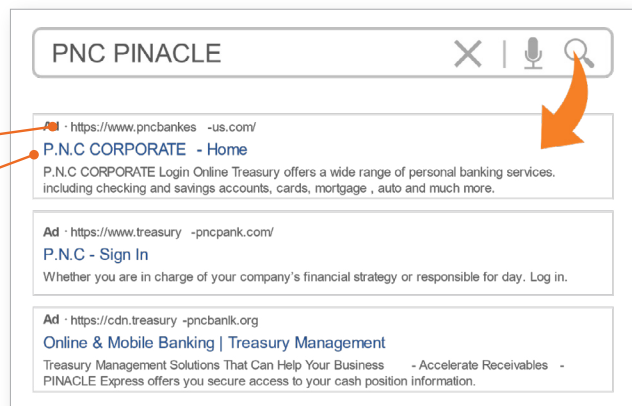 PNC PINACLE
Ad · https://www.pncbankes -us.com/
P.N.C CORPORATE - Home
P.N.C CORPORATE Login Online Treasury offers a wide range of personal banking services.
including checking and savings accounts, cards, mortgage , auto and much more.
Ad · https://www.treasury -pncpank.com/
P.N.C - Sign In
Whether you are in charge of your company's financial strategy or responsible for day. Log in.
Ad · https://cdn.treasury -pncbanlk.org
Online & Mobile Banking | Treasury Management
Treasury Management Solutions That Can Help Your Business - Accelerate Receivables -
PINACLE Express offers you secure access to your cash position information.